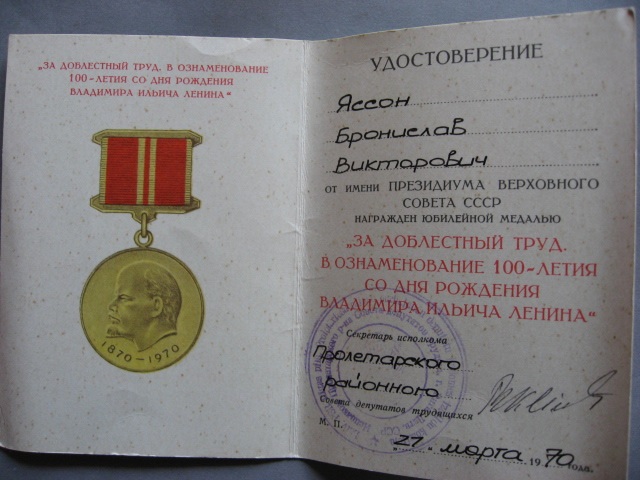 „ЗА ДОБЛЕСТНЫЙ ТРУД. В ОЗНАМЕНОВАНИЕ
100-ЛЕТИЯ СО ДНЯ РОЖДЕНИЯ
ВЛАДИМИРА ИЛЬИЧА ЛЕНИНА“
1870–1970
УДОСТОВЕРЕНИЕ
Яссон
Бронислав
Викторович
ОТ ИМЕНИ ПРЕЗИДИУМА ВЕРХОВНОГО
СОВЕТА СССР
НАГРАЖДЕН ЮБИЛЕЙНОЙ МЕДАЛЬЮ
„ЗА ДОБЛЕСТНЫЙ ТРУД.
В ОЗНАМЕНОВАНИЕ 100-ЛЕТИЯ
СО ДНЯ РОЖДЕНИЯ
ВЛАДИМИРА ИЛЬИЧА ЛЕНИНА“
Секретарь исполкома
Пролетарского
районного
Совета депутатов трудящихся
М. П.
27. марта 1970 года.